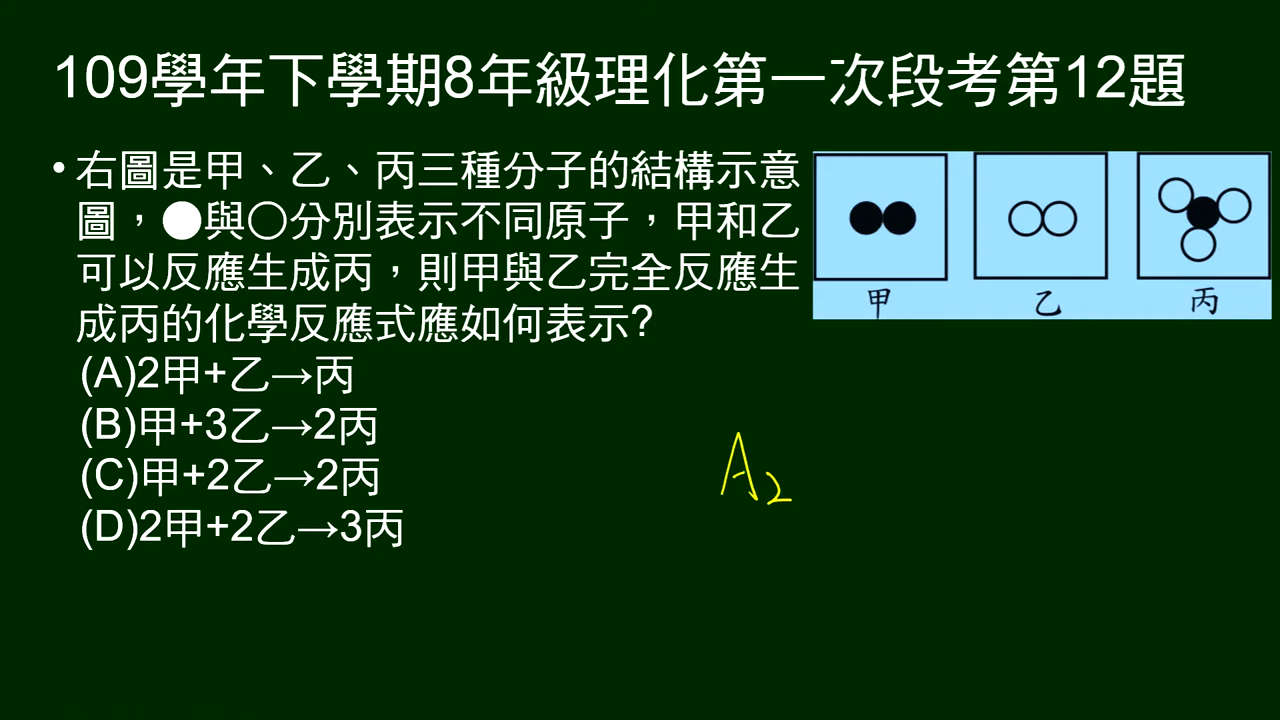 109學年下學期8年級理化第一次段考第12題
•右圖是甲、乙、丙三種分子的結構示意
圖，●與○分別表示不同原子，甲和乙
可以反應生成丙，則甲與乙完全反應生
成丙的化學反應式應如何表示?
(A)2甲+乙→丙
(B)甲+3乙→2丙
(C)甲+2乙→2丙
(D)2甲+2乙→3丙
甲 乙 丙
A₂